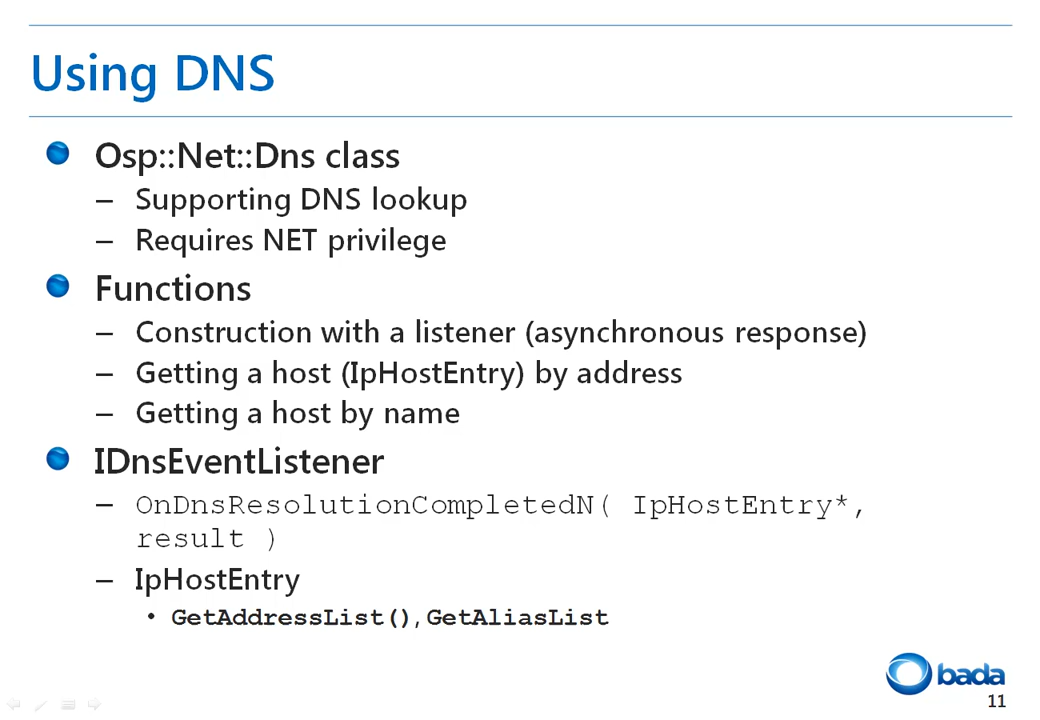 Using DNS
Osp::Net::Dns class
– Supporting DNS lookup
– Requires NET privilege
Functions
– Construction with a listener (asynchronous response)
– Getting a host (IpHostEntry) by address
– Getting a host by name
IDnsEventListener
– OnDnsResolutionCompletedN( IpHostEntry*,
result )
– IpHostEntry
• GetAddressList(),GetAliasList
bada
11